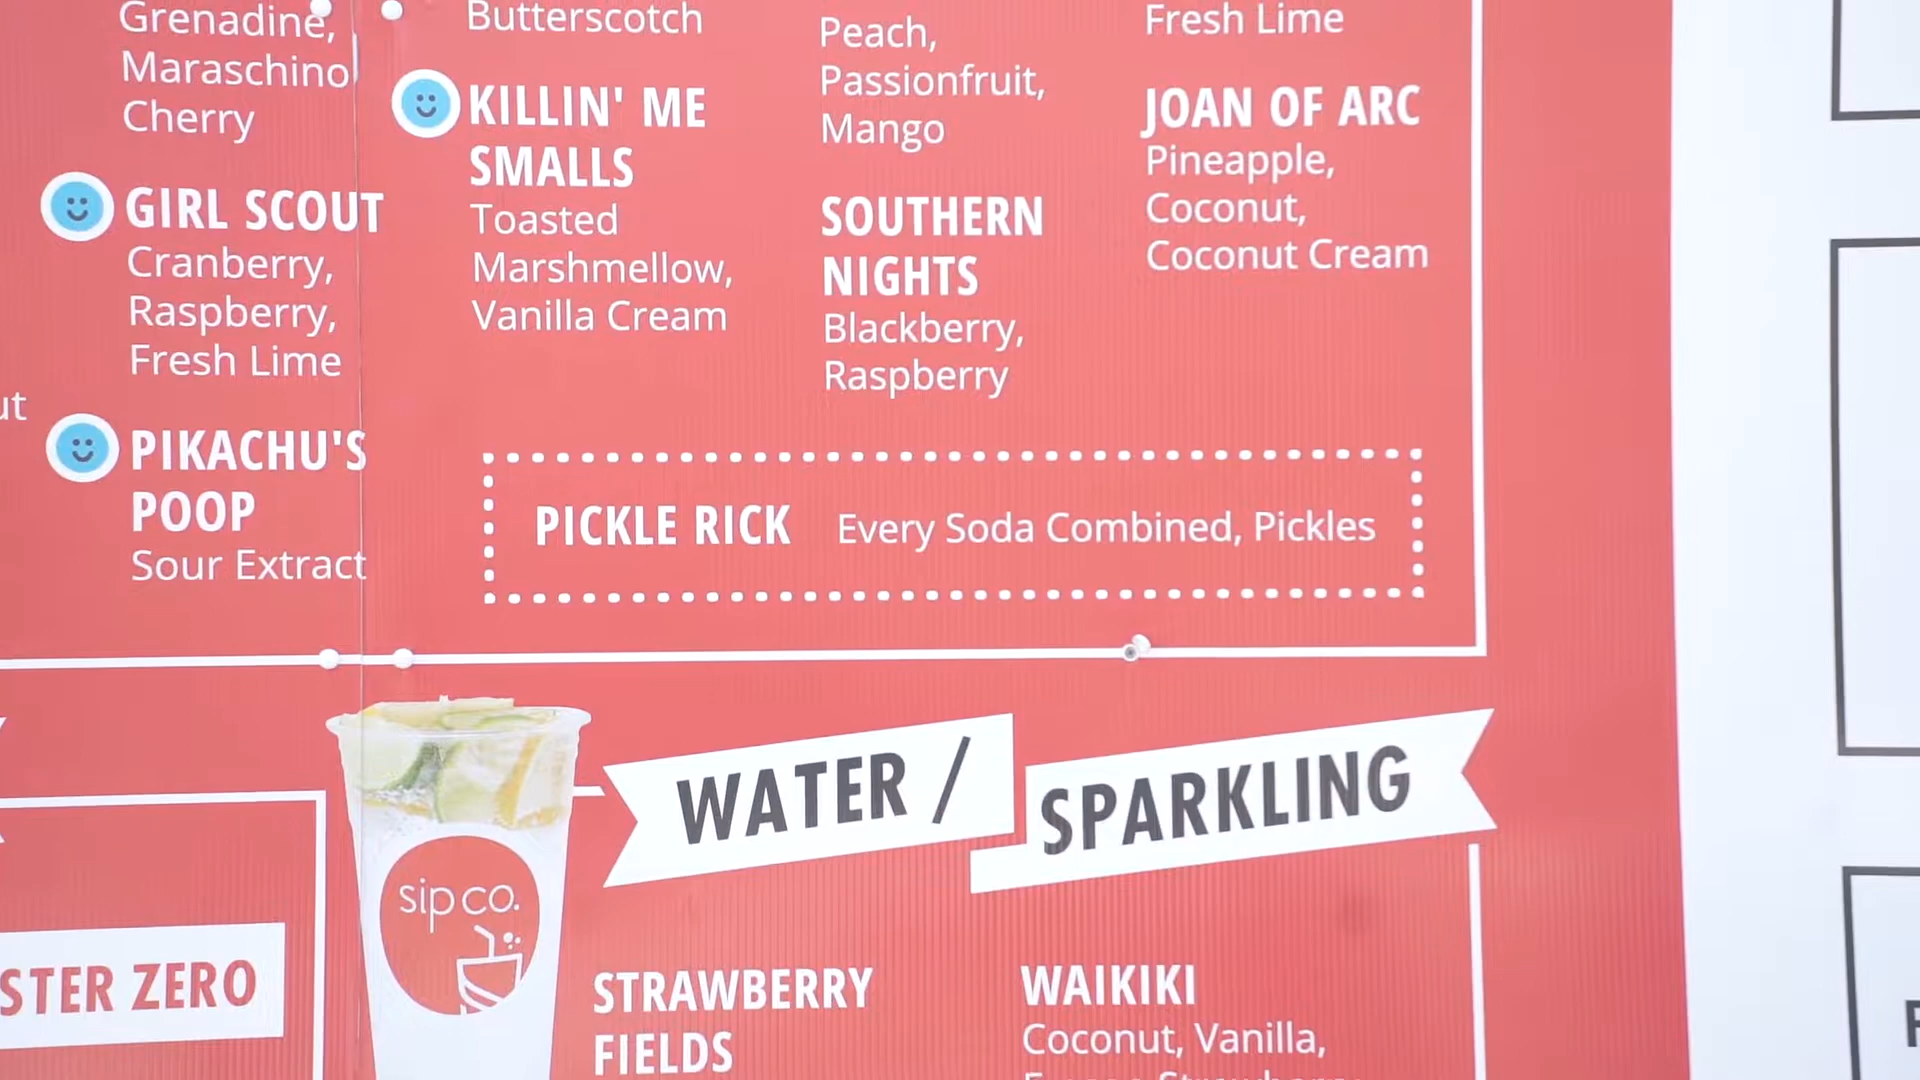 Grenadine,
Maraschino
Cherry
GIRL SCOUT
Cranberry,
Raspberry,
Fresh Lime
ut
PIKACHU'S
POOP
Sour Extract
Butterscotch
KILLIN' ME
SMALLS
Toasted
Marshmellow,
Vanilla Cream
Peach,
Passionfruit,
Mango
SOUTHERN
NIGHTS
Blackberry,
Raspberry
Fresh Lime
JOAN OF ARC
Pineapple,
Coconut,
Coconut Cream
PICKLE RICK Every Soda Combined, Pickles
WATER / SPARKLING
sip co.
STER ZERO
STRAWBERRY
FIELDS
WAIKIKI
Coconut, Vanilla,